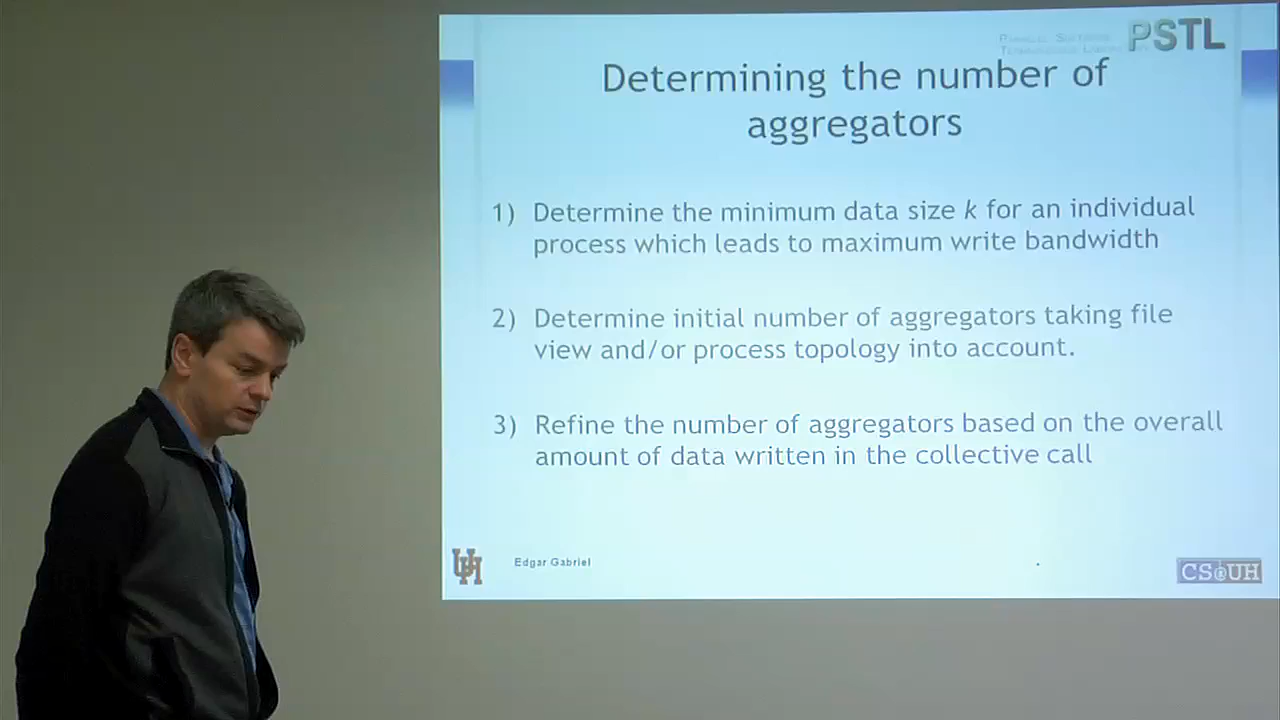 PSTL
Determining the number of
aggregators
1) Determine the minimum data size k for an individual
process which leads to maximum write bandwidth
2) Determine initial number of aggregators taking file
view and/or process topology into account.
3) Refine the number of aggregators based on the overall
amount of data written in the collective call
UH
Edgar Gabriel
CS@UH